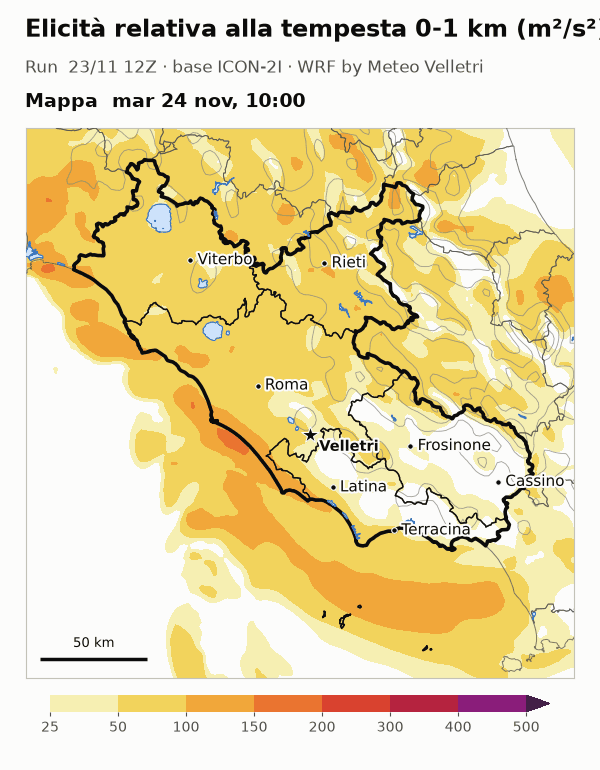 Elicità relativa alla tempesta 0-1 km (m²/s²)
Run 23/11 12Z · base ICON-2I · WRF by Meteo Velletri
Mappa mar 24 nov, 10:00
Viterbo
Rieti
Roma
Velletri
Frosinone
Latina
Cassino
Terracina
50 km
25 50 100 150 200 300 400 500